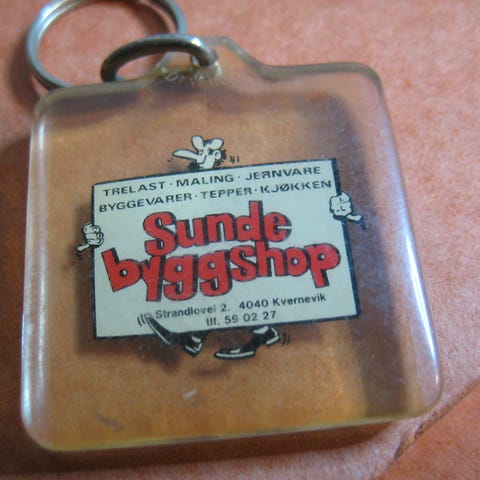 TRELAST · MALING · JERNVARE
BYGGEVARER · TEPPER · KJØKKEN
Sunde
byggshop
Strandlovei 2. 4040 Kvernevik
tlf. 59 02 27